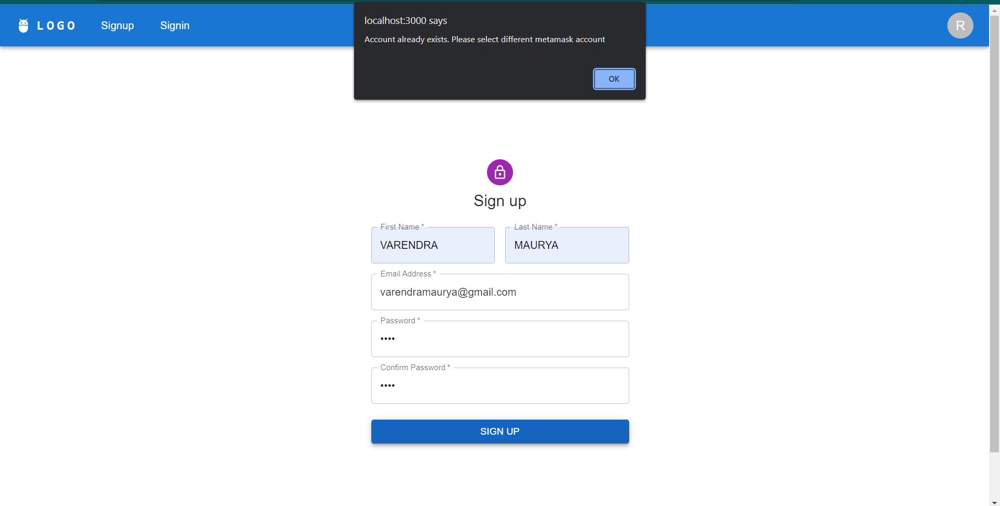 localhost:3000 says
Account already exists. Please select different metamask account
OK
LOGO Signup Signin R
Sign up
First Name * Last Name *
VARENDRA MAURYA
Email Address *
varendramaurya@gmail.com
Password *
••••
Confirm Password *
••••
SIGN UP